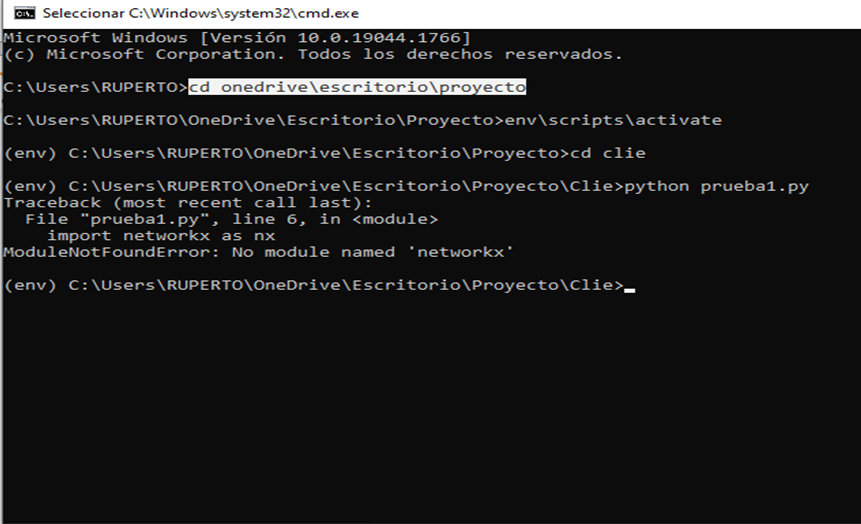 Seleccionar C:\Windows\system32\cmd.exe
Microsoft Windows [Versión 10.0.19044.1766]
(c) Microsoft Corporation. Todos los derechos reservados.
C:\Users\RUPERTO>cd onedrive\escritorio\proyecto
C:\Users\RUPERTO\OneDrive\Escritorio\Proyecto>env\scripts\activate
(env) C:\Users\RUPERTO\OneDrive\Escritorio\Proyecto>cd clie
(env) C:\Users\RUPERTO\OneDrive\Escritorio\Proyecto\Clie>python prueba1.py
Traceback (most recent call last):
  File "prueba1.py", line 6, in <module>
    import networkx as nx
ModuleNotFoundError: No module named 'networkx'
(env) C:\Users\RUPERTO\OneDrive\Escritorio\Proyecto\Clie>